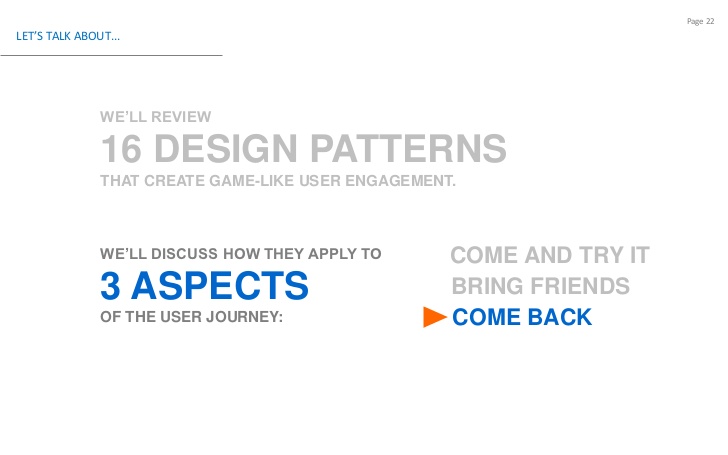 Page 22
LET'S TALK ABOUT...
WE'LL REVIEW
16 DESIGN PATTERNS
THAT CREATE GAME-LIKE USER ENGAGEMENT.
WE'LL DISCUSS HOW THEY APPLY TO
3 ASPECTS
OF THE USER JOURNEY:
COME AND TRY IT
BRING FRIENDS
COME BACK